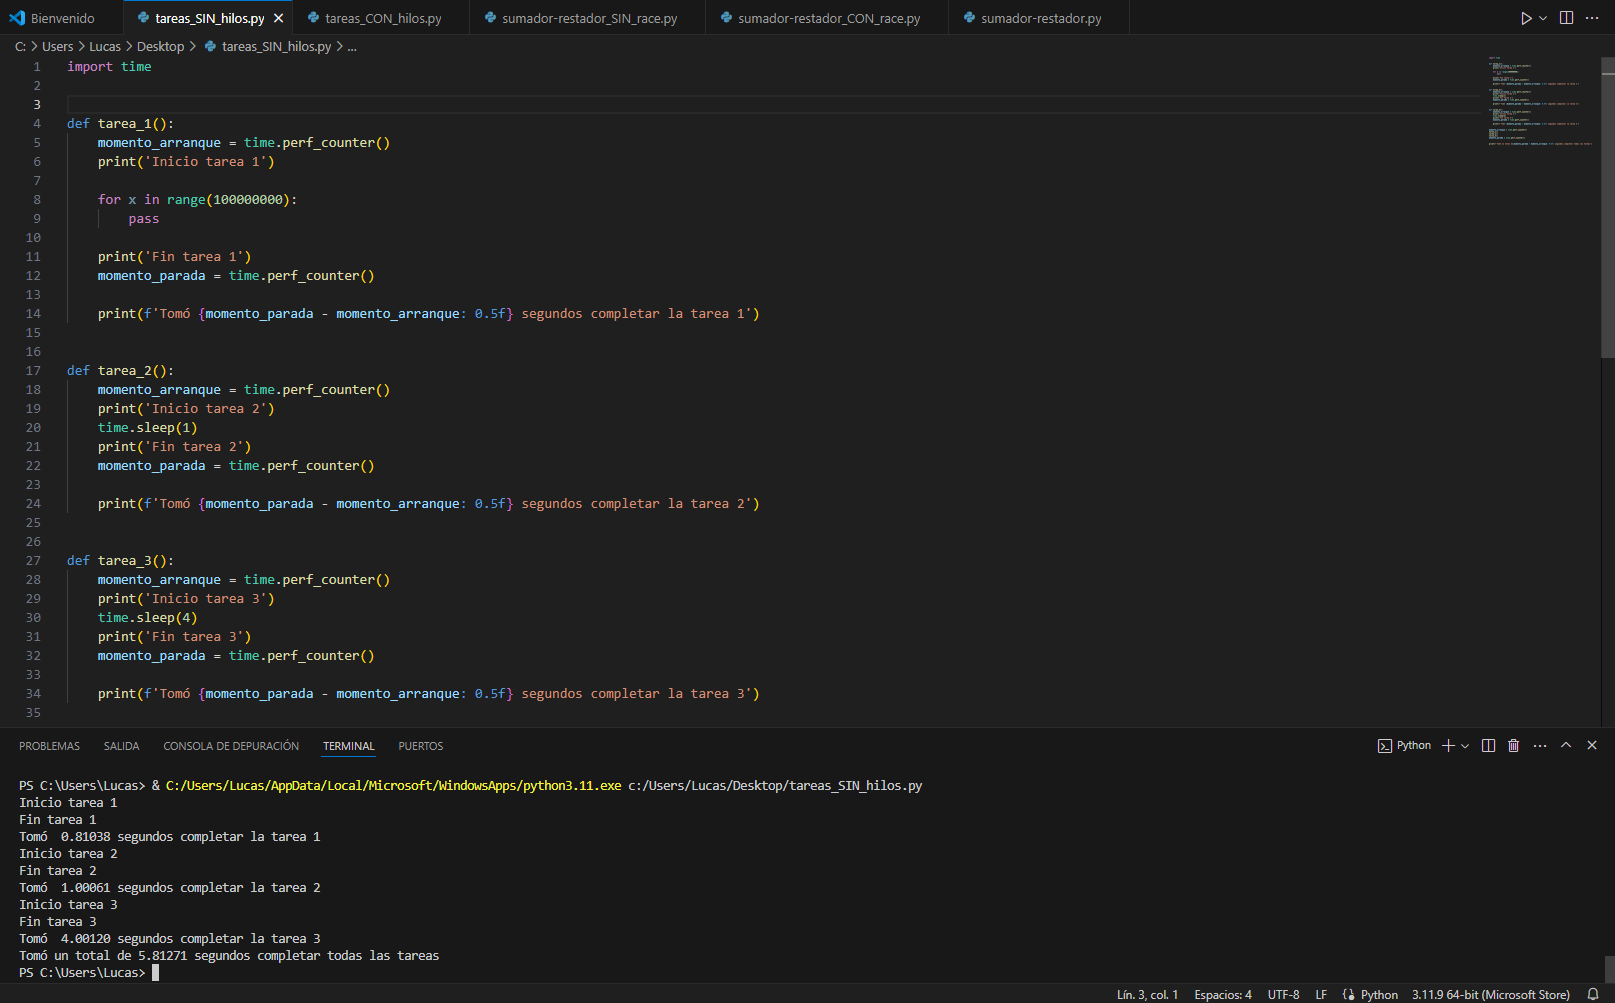 Bienvenido tareas_SIN_hilos.py tareas_CON_hilos.py sumador-restador_SIN_race.py sumador-restador_CON_race.py sumador-restador.py
C: > Users > Lucas > Desktop > tareas_SIN_hilos.py > ...
1 import time
2
3
4 def tarea_1():
5     momento_arranque = time.perf_counter()
6     print('Inicio tarea 1')
7
8     for x in range(100000000):
9         pass
10
11     print('Fin tarea 1')
12     momento_parada = time.perf_counter()
13
14     print(f'Tomó {momento_parada - momento_arranque: 0.5f} segundos completar la tarea 1')
15
16
17 def tarea_2():
18     momento_arranque = time.perf_counter()
19     print('Inicio tarea 2')
20     time.sleep(1)
21     print('Fin tarea 2')
22     momento_parada = time.perf_counter()
23
24     print(f'Tomó {momento_parada - momento_arranque: 0.5f} segundos completar la tarea 2')
25
26
27 def tarea_3():
28     momento_arranque = time.perf_counter()
29     print('Inicio tarea 3')
30     time.sleep(4)
31     print('Fin tarea 3')
32     momento_parada = time.perf_counter()
33
34     print(f'Tomó {momento_parada - momento_arranque: 0.5f} segundos completar la tarea 3')
35
PROBLEMAS SALIDA CONSOLA DE DEPURACIÓN TERMINAL PUERTOS Python
PS C:\Users\Lucas> & C:/Users/Lucas/AppData/Local/Microsoft/WindowsApps/python3.11.exe c:/Users/Lucas/Desktop/tareas_SIN_hilos.py
Inicio tarea 1
Fin tarea 1
Tomó  0.81038 segundos completar la tarea 1
Inicio tarea 2
Fin tarea 2
Tomó  1.00061 segundos completar la tarea 2
Inicio tarea 3
Fin tarea 3
Tomó  4.00120 segundos completar la tarea 3
Tomó un total de 5.81271 segundos completar todas las tareas
PS C:\Users\Lucas>
Lín. 3, col. 1 Espacios: 4 UTF-8 LF Python 3.11.9 64-bit (Microsoft Store)